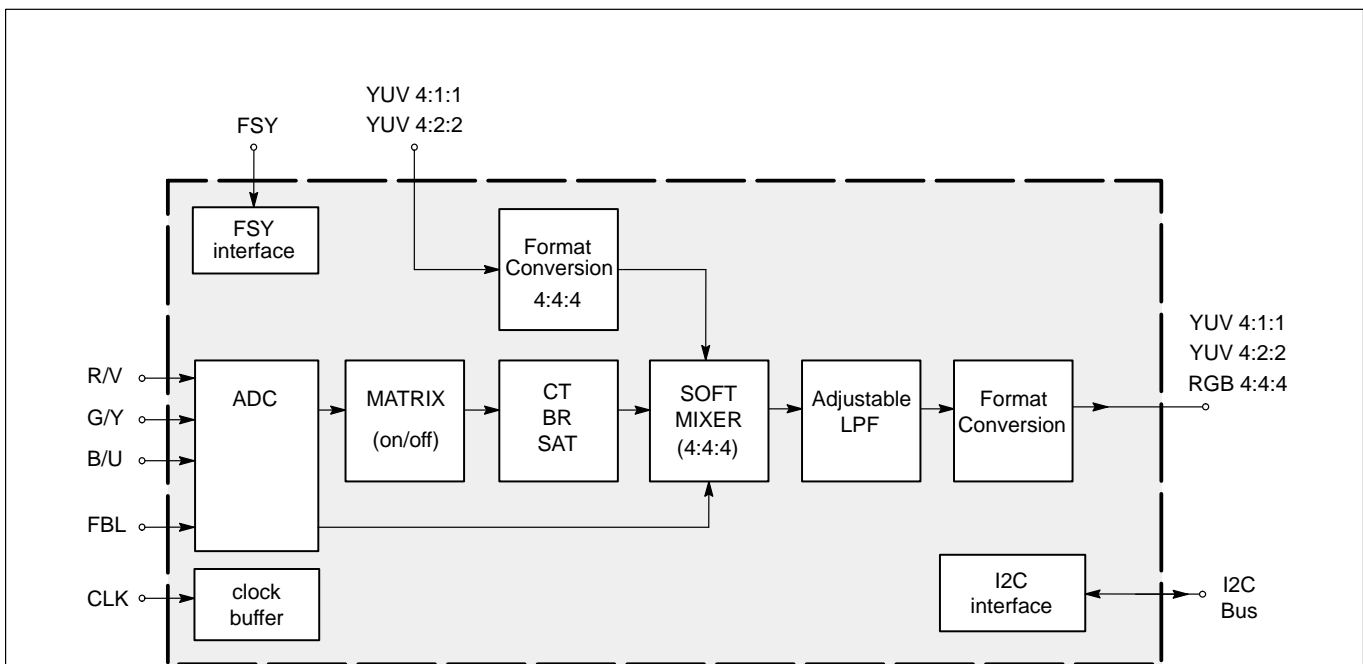 YUV 4:1:1
YUV 4:2:2
FSY
FSY
interface
Format
Conversion
4:4:4
YUV 4:1:1
YUV 4:2:2
RGB 4:4:4
R/V
G/Y
B/U
FBL
ADC
MATRIX
(on/off)
CT
BR
SAT
SOFT
MIXER
(4:4:4)
Adjustable
LPF
Format
Conversion
CLK
clock
buffer
I2C
interface
I2C
Bus